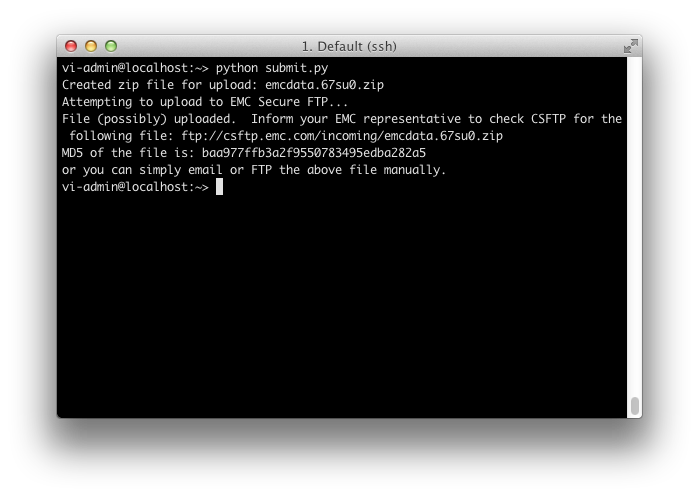 1. Default (ssh)
vi-admin@localhost:~> python submit.py
Created zip file for upload: emcdata.67su0.zip
Attempting to upload to EMC Secure FTP...
File (possibly) uploaded.  Inform your EMC representative to check CSFTP for the
 following file: ftp://csftp.emc.com/incoming/emcdata.67su0.zip
MD5 of the file is: baa977ffb3a2f9550783495edba282a5
or you can simply email or FTP the above file manually.
vi-admin@localhost:~>